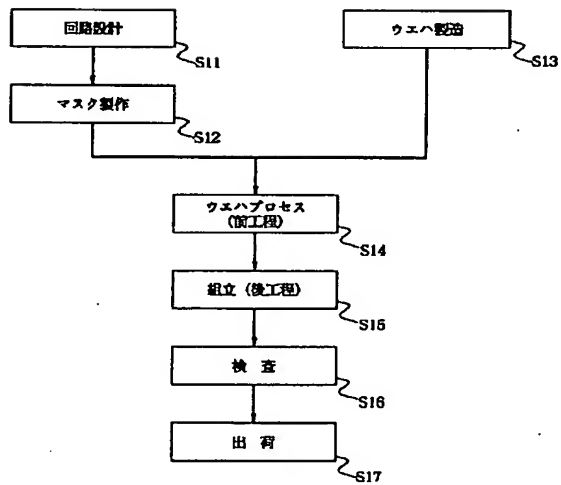 回路設計
S11
ウエハ製造
S13
マスク製作
S12
ウエハプロセス
(前工程)
S14
組立(後工程)
S15
検 査
S16
出 荷
S17